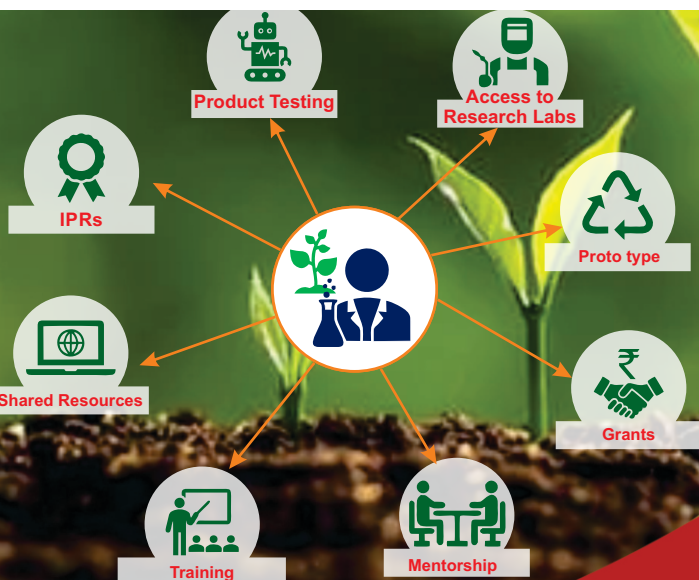 Product Testing
Access to
Research Labs
IPRs
Proto type
Shared Resources
₹
Grants
Training
Mentorship